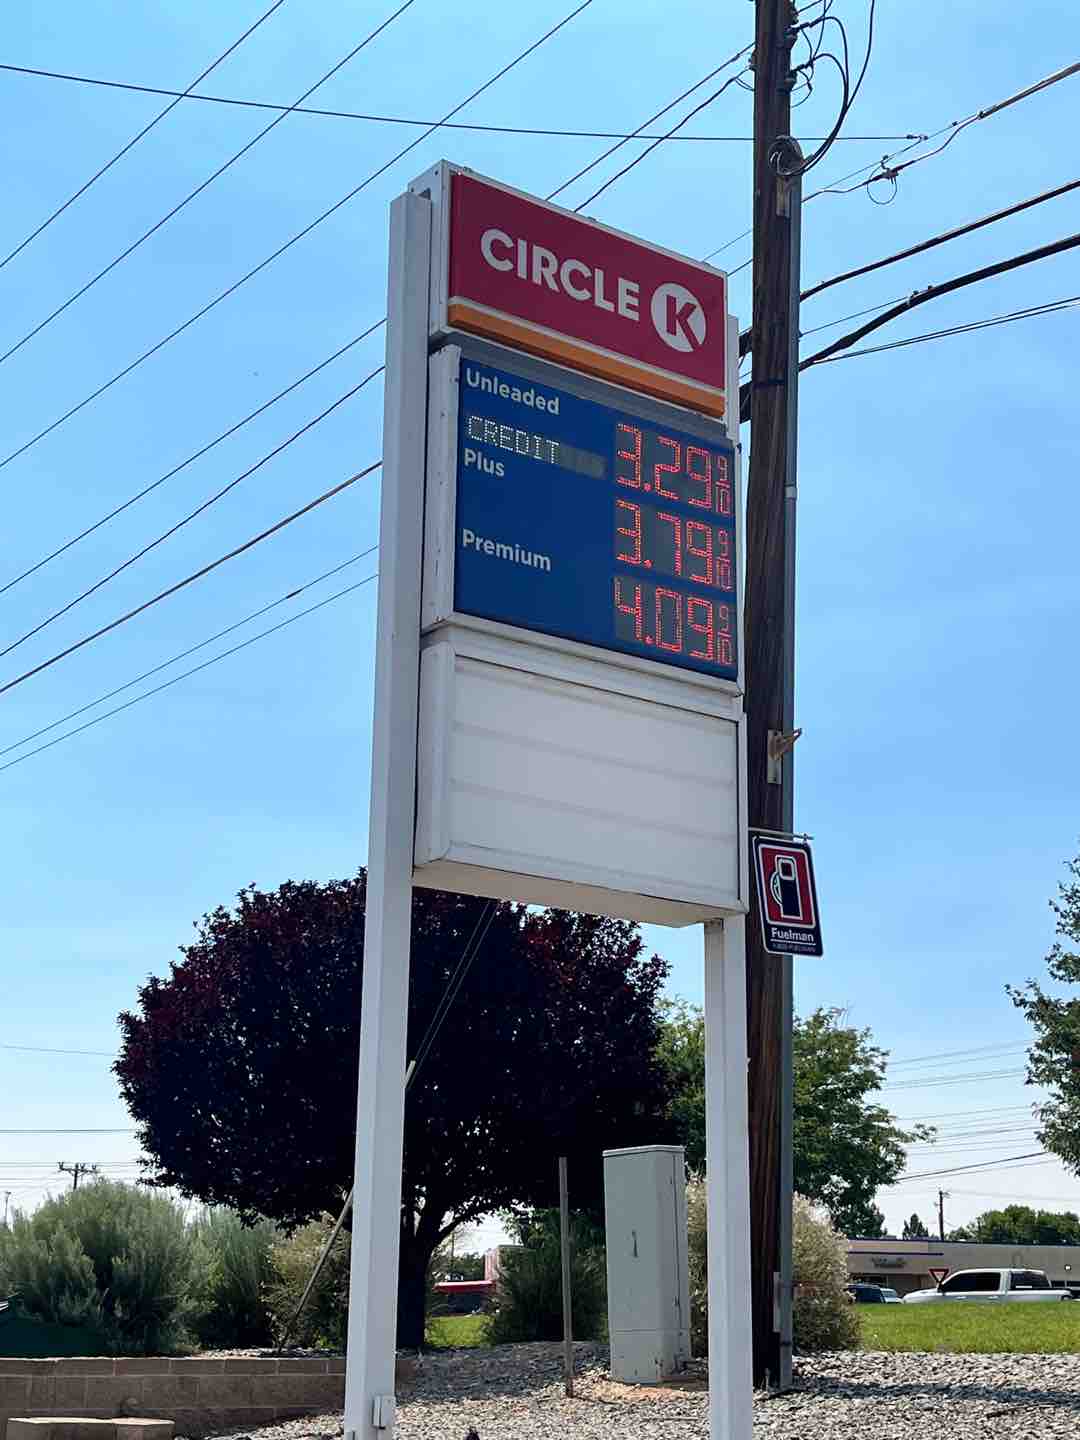 CIRCLE K
Unleaded
CREDIT
3.29 9/10
Plus
3.79 9/10
Premium
4.09 9/10
Fuelman